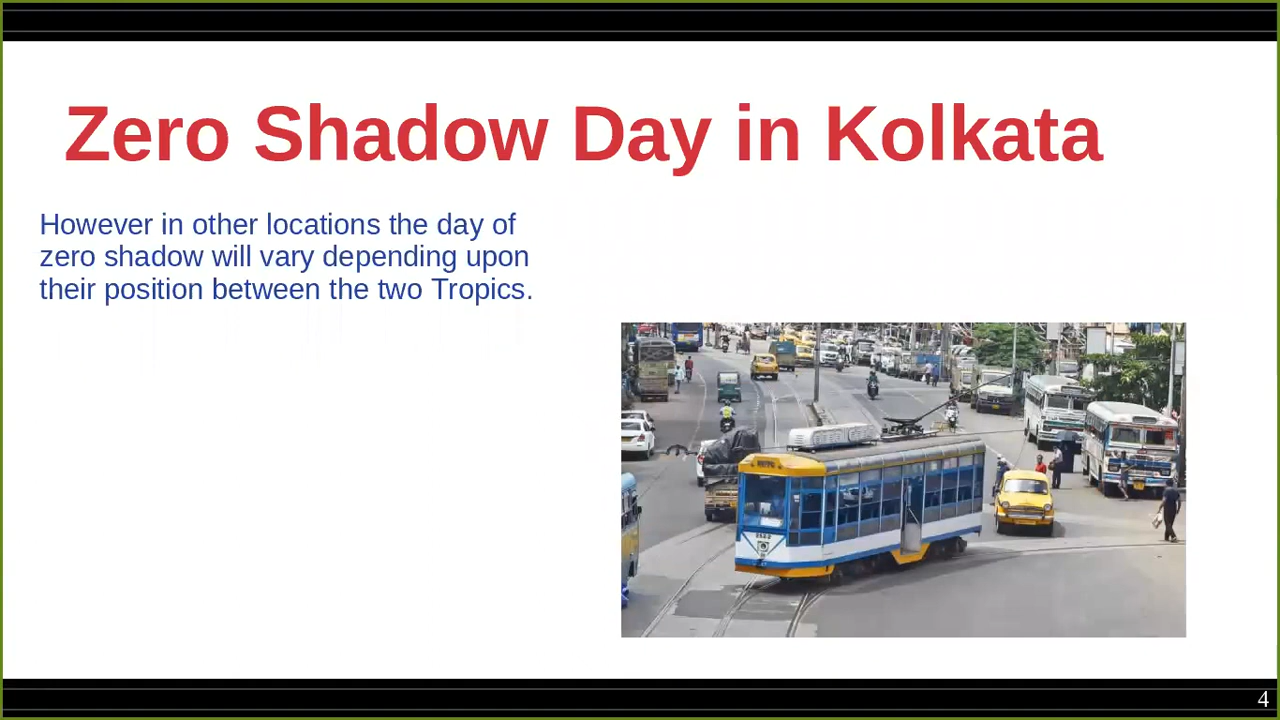 Zero Shadow Day in Kolkata
However in other locations the day of
zero shadow will vary depending upon
their position between the two Tropics.
4